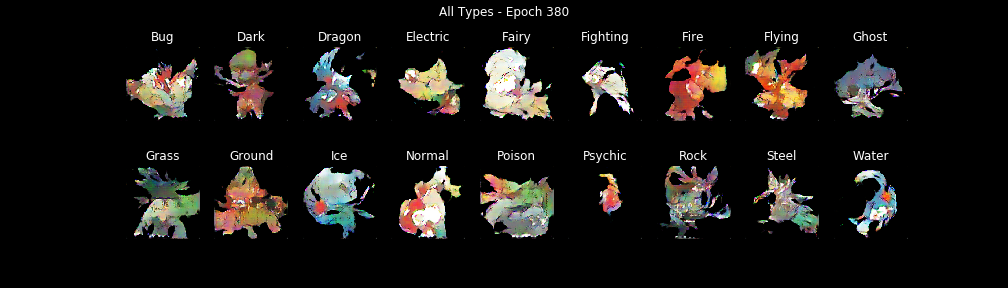 All Types - Epoch 380
Bug Dark Dragon Electric Fairy Fighting Fire Flying Ghost
Grass Ground Ice Normal Poison Psychic Rock Steel Water